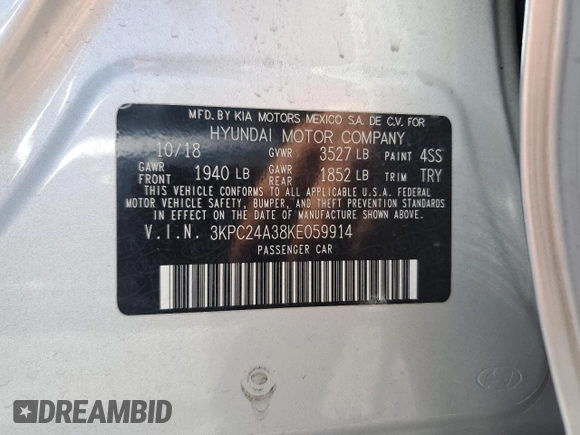 MFD. BY KIA MOTORS MEXICO S.A. DE C.V. FOR
HYUNDAI MOTOR COMPANY
10/18 GVWR 3527 LB PAINT 4SS
GAWR FRONT 1940 LB GAWR REAR 1852 LB TRIM TRY
THIS VEHICLE CONFORMS TO ALL APPLICABLE U.S.A. FEDERAL
MOTOR VEHICLE SAFETY, BUMPER, AND THEFT PREVENTION STANDARDS
IN EFFECT ON THE DATE OF MANUFACTURE SHOWN ABOVE.
V.I.N. 3KPC24A38KE059914
PASSENGER CAR
DREAMBID